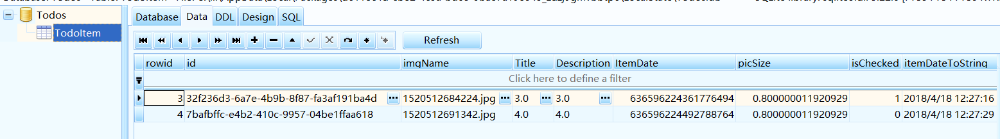 Todos
TodoItem
Database Data DDL Design SQL
Refresh
rowid id imgName Title Description ItemDate picSize isChecked itemDateToString
Click here to define a filter
3 32f236d3-6a7e-4b9b-8f87-fa3af191ba4d ... 1520512684224.jpg ... 3.0 ... 3.0 ... 636596224361776494 0.800000011920929 1 2018/4/18 12:27:16
4 7bafbffc-e4b2-410c-9957-04be1ffaa618 1520512691342.jpg 4.0 4.0 636596224492788764 0.800000011920929 0 2018/4/18 12:27:29